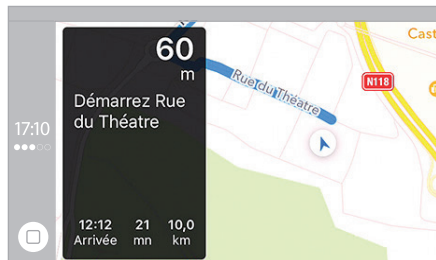 17:10
60
m
Démarrez Rue
du Théatre
12:12 21 10,0
Arrivée mn km
Rue du Théatre
N118
Cast